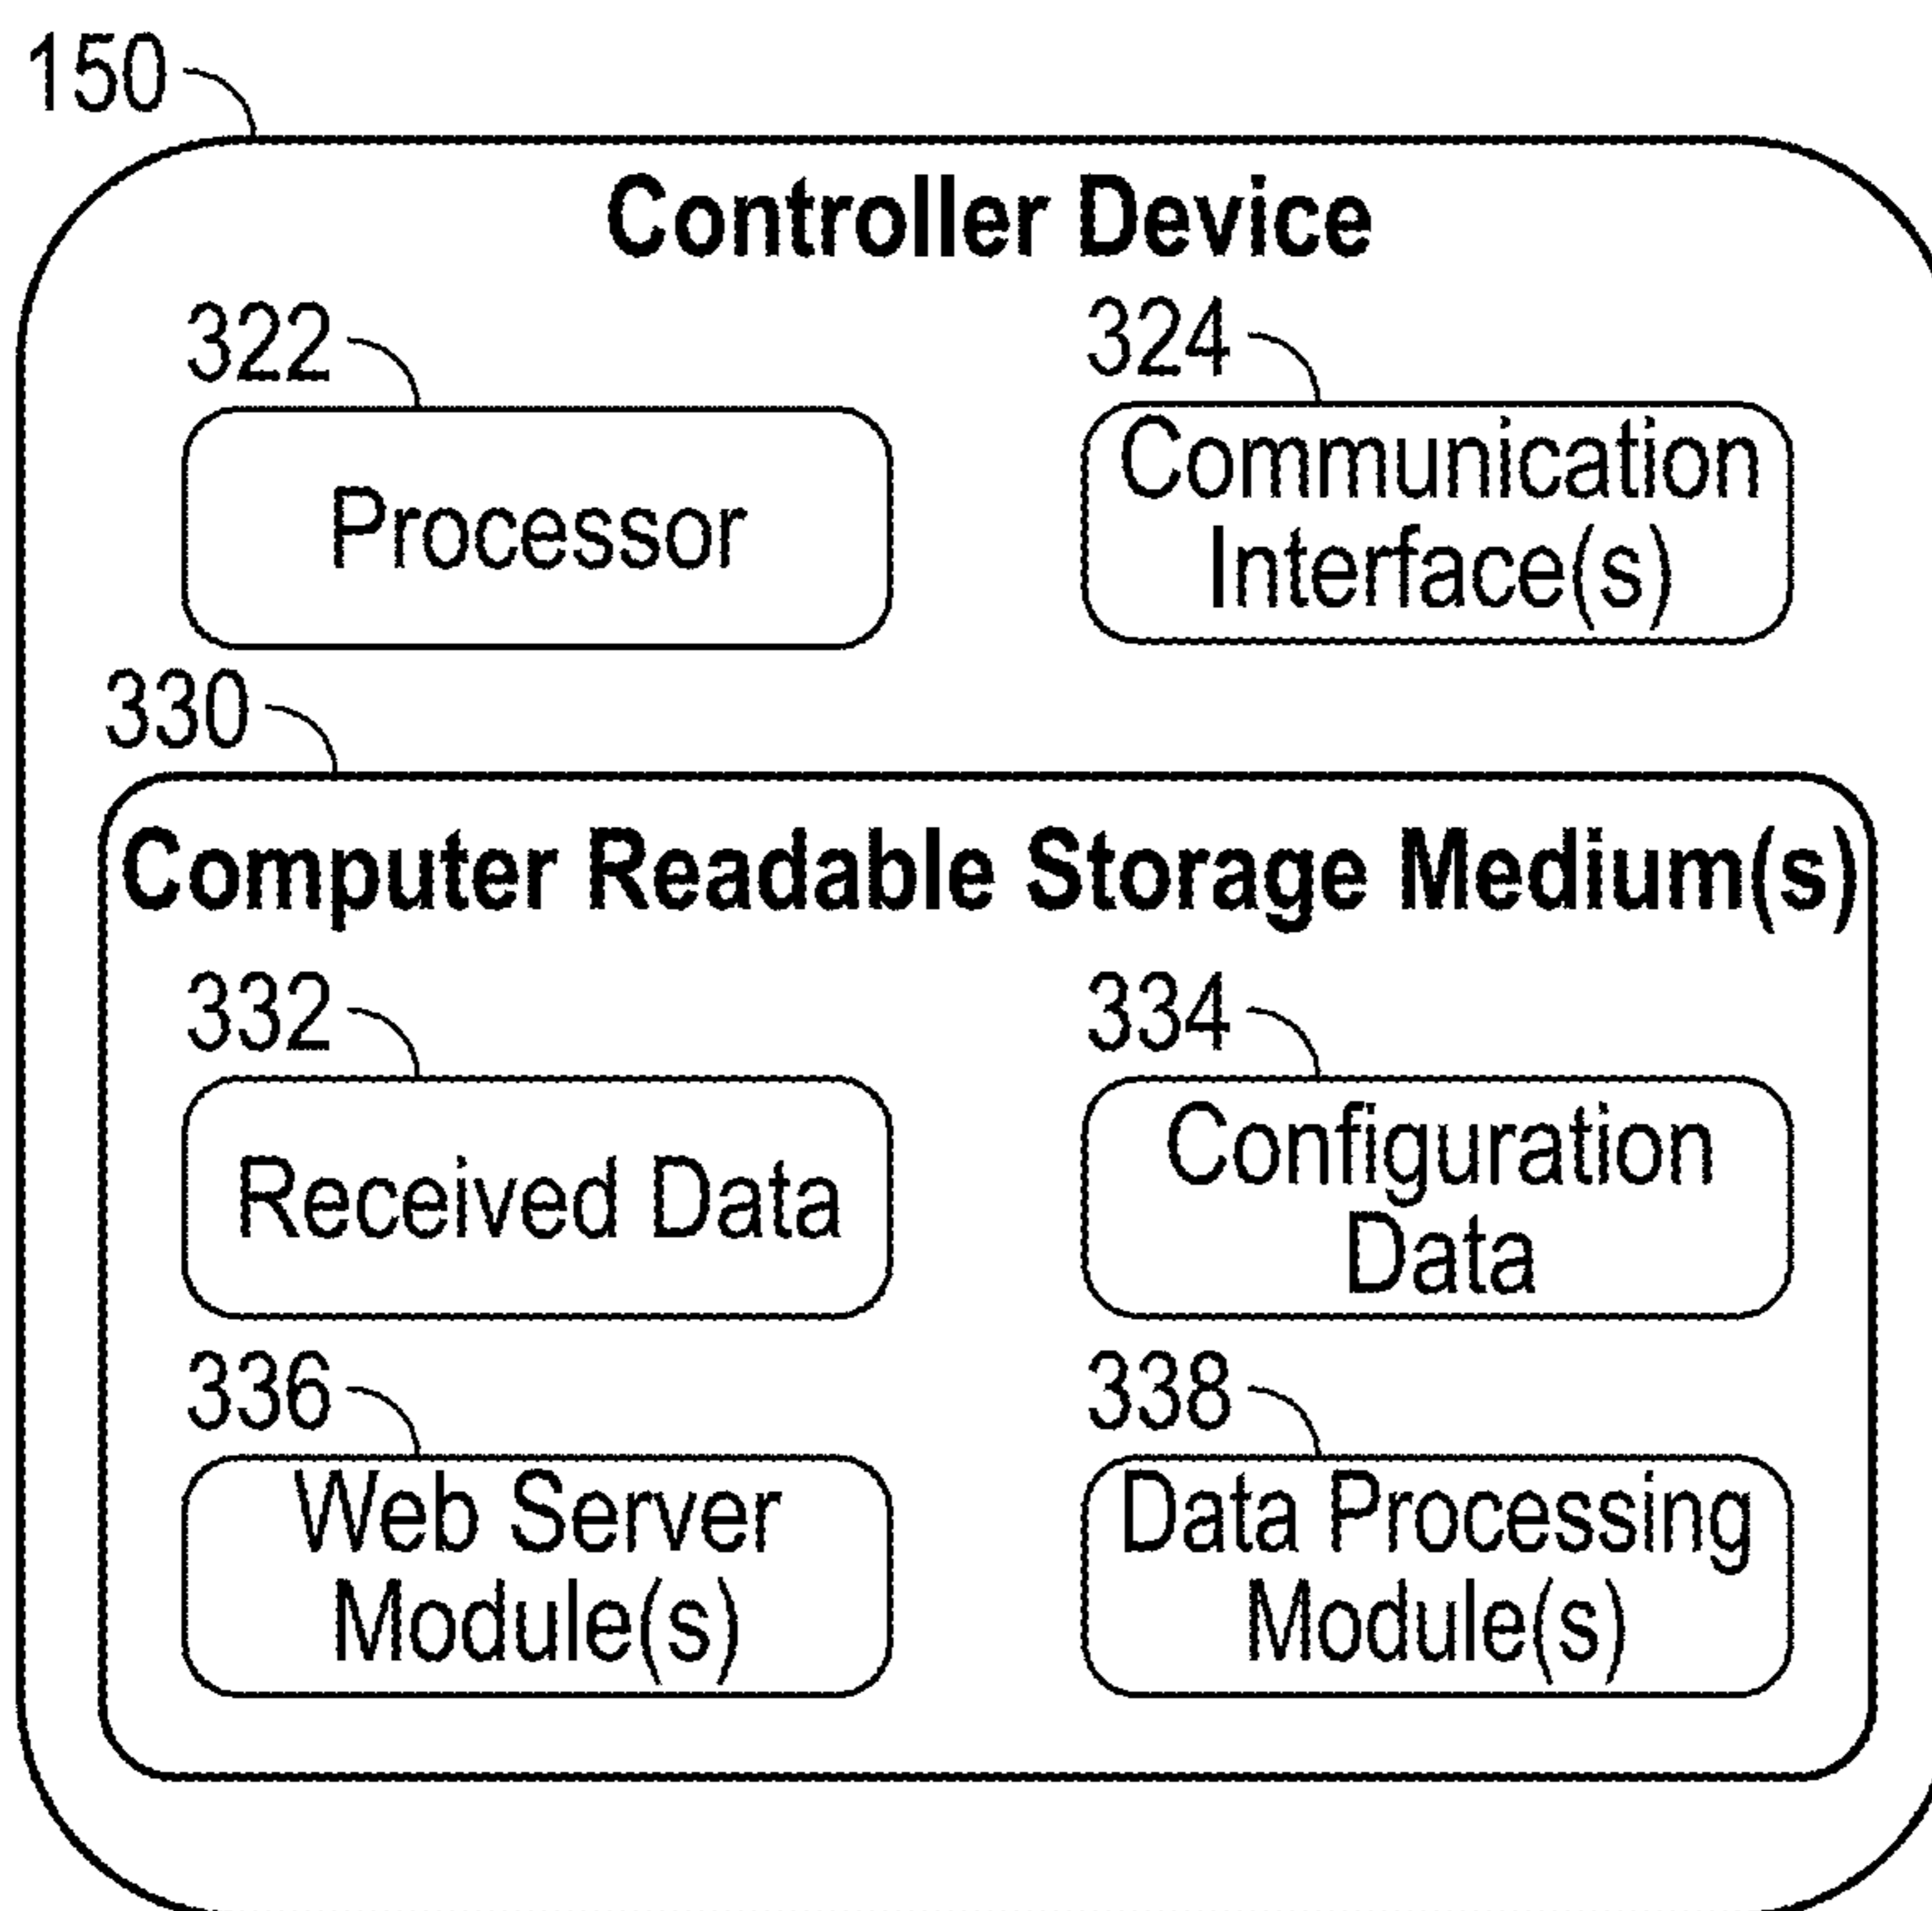 150
Controller Device
322
324
Processor
Communication
Interface(s)
330
Computer Readable Storage Medium(s)
332
334
Received Data
Configuration
Data
336
338
Web Server
Module(s)
Data Processing
Module(s)